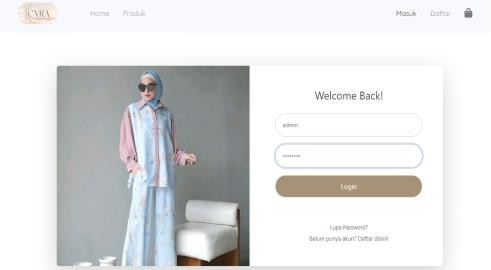 CYRA
Home
Produk
Masuk
Daftar
Welcome Back!
admin
Login
Lupa Password?
Belum punya akun? Daftar disini!